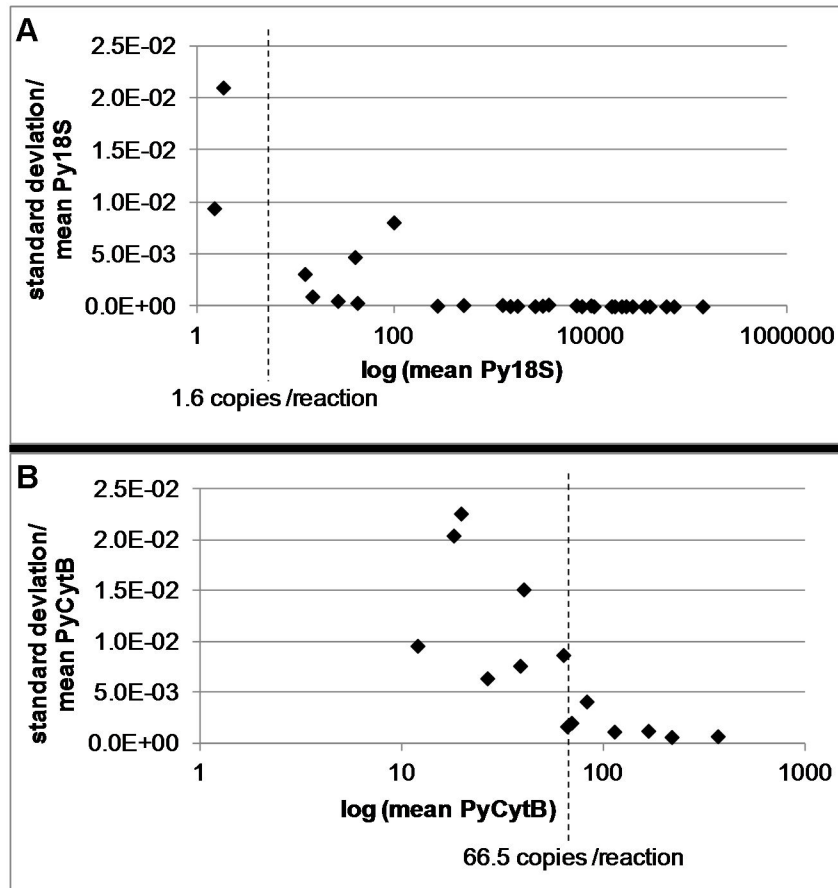 A
standard deviation/
mean Py18S
2.5E-02
2.0E-02
1.5E-02
1.0E-02
5.0E-03
0.0E+00
1 100 10000 1000000
log (mean Py18S)
1.6 copies /reaction
B
standard deviation/
mean PyCytB
2.5E-02
2.0E-02
1.5E-02
1.0E-02
5.0E-03
0.0E+00
1 10 100 1000
log (mean PyCytB)
66.5 copies /reaction